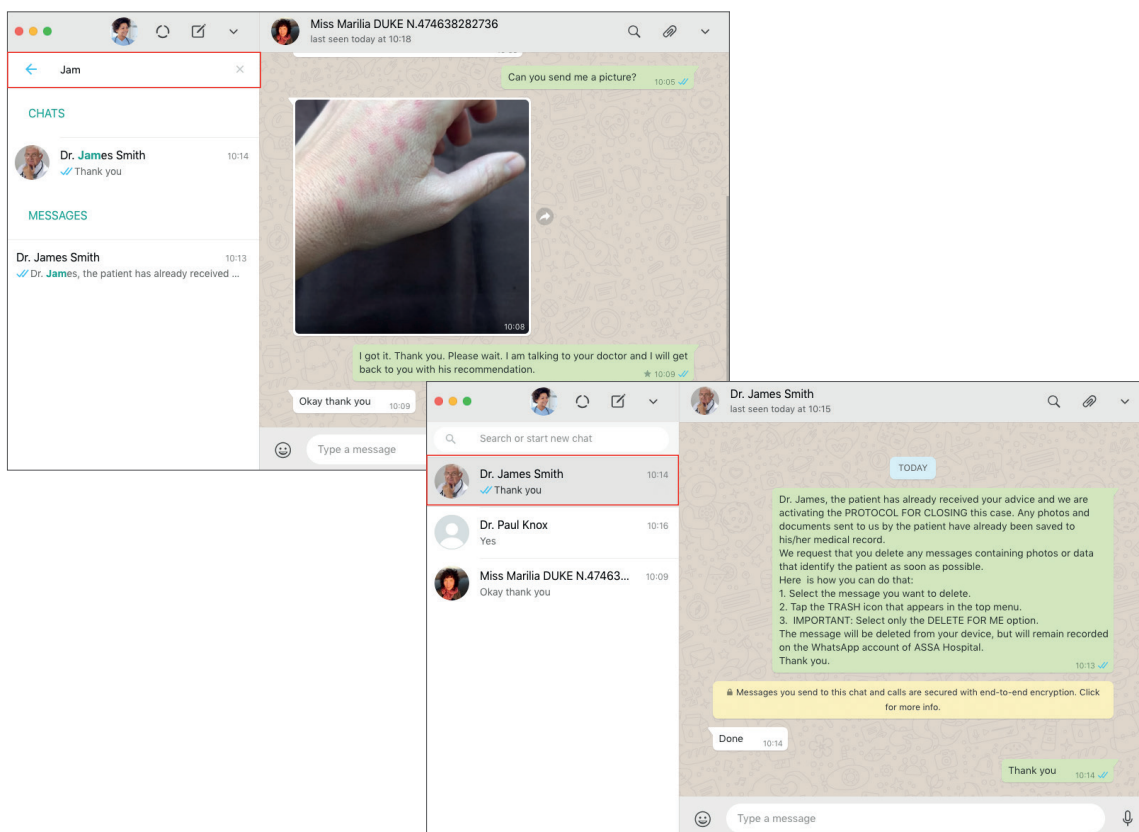 Miss Marilia DUKE N.474638282736
last seen today at 10:18
Jam
CHATS
Dr. James Smith 10:14
Thank you
MESSAGES
Dr. James Smith 10:13
Dr. James, the patient has already received ...
Can you send me a picture? 10:05
10:08
I got it. Thank you. Please wait. I am talking to your doctor and I will get
back to you with his recommendation.
10:09
Okay thank you 10:09
Type a message
Dr. James Smith
last seen today at 10:15
Search or start new chat
Dr. James Smith 10:14
Thank you
Dr. Paul Knox 10:16
Yes
Miss Marilia DUKE N.47463... 10:09
Okay thank you
TODAY
Dr. James, the patient has already received your advice and we are
activating the PROTOCOL FOR CLOSING this case. Any photos and
documents sent to us by the patient have already been saved to
his/her medical record.
We request that you delete any messages containing photos or data
that identify the patient as soon as possible.
Here is how you can do that:
1. Select the message you want to delete.
2. Tap the TRASH icon that appears in the top menu.
3. IMPORTANT: Select only the DELETE FOR ME option.
The message will be deleted from your device, but will remain recorded
on the WhatsApp account of ASSA Hospital.
Thank you.
10:13
Messages you send to this chat and calls are secured with end-to-end encryption. Click
for more info.
Done 10:14
Thank you 10:14
Type a message